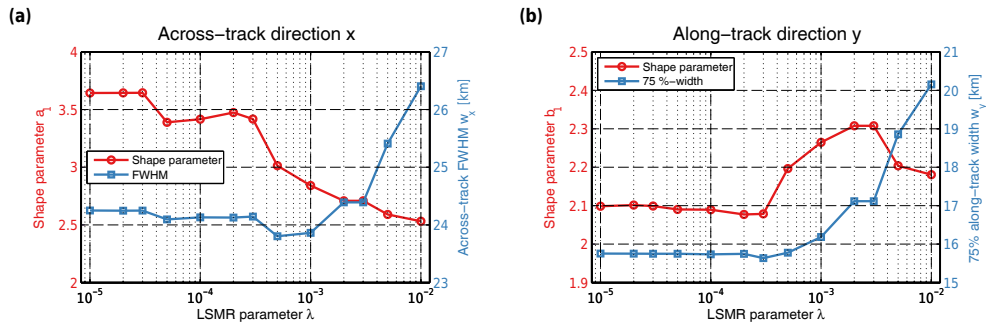 (a)
Across−track direction x
4
3.5
3
2.5
2
Shape parameter a₁
27
26
25
24
23
Across−track FWHM wₓ [km]
Shape parameter
FWHM
10⁻⁵
10⁻⁴
10⁻³
10⁻²
LSMR parameter λ
(b)
Along−track direction y
2.5
2.4
2.3
2.2
2.1
2
1.9
Shape parameter b₁
21
20
19
18
17
16
15
75% along−track width w_y [km]
Shape parameter
75 %−width
10⁻⁵
10⁻⁴
10⁻³
10⁻²
LSMR parameter λ